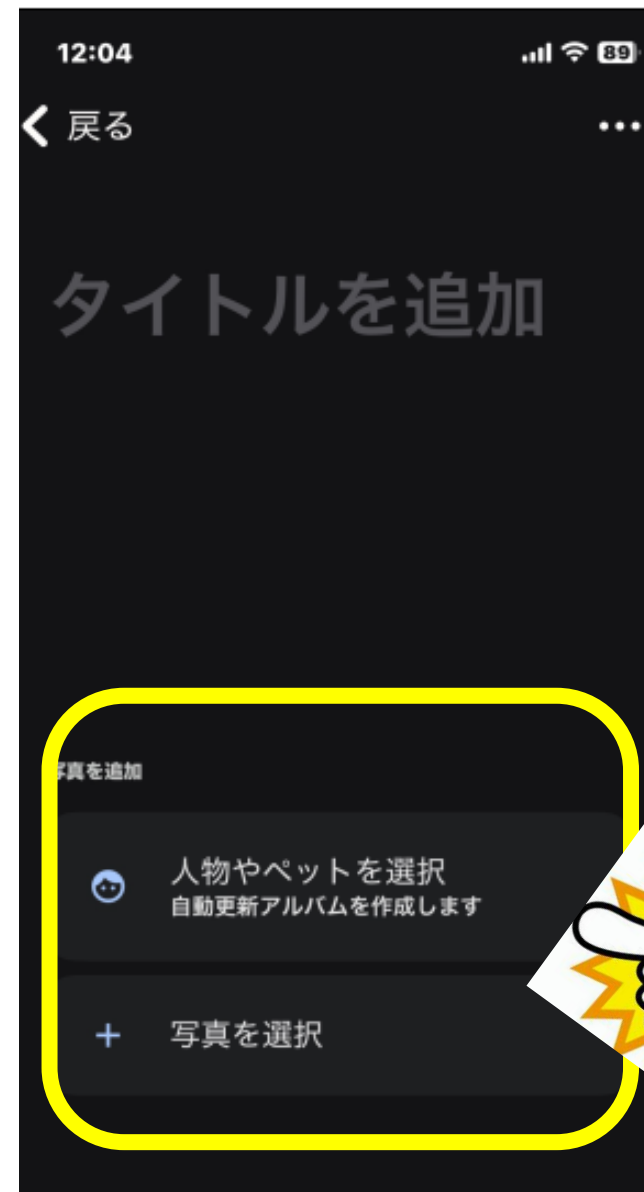 12:04
89
戻る
タイトルを追加
写真を追加
人物やペットを選択
自動更新アルバムを作成します
写真を選択